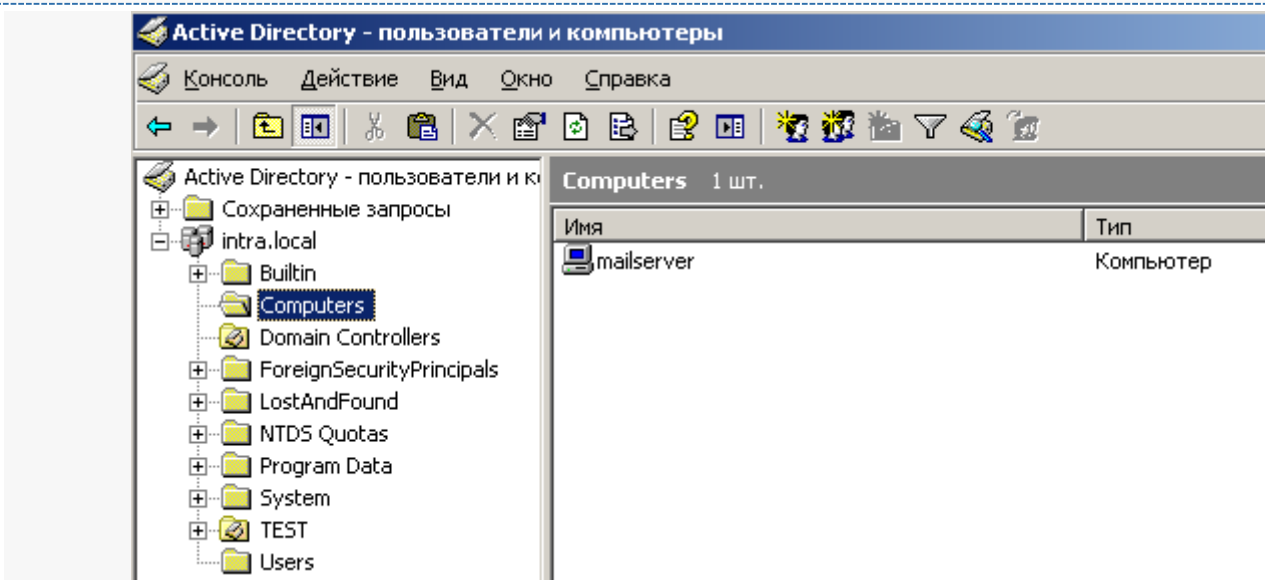 Active Directory - пользователи и компьютеры
Консоль Действие Вид Окно Справка
Active Directory - пользователи и к
Computers 1 шт.
Сохраненные запросы
Имя Тип
intra.local
mailserver Компьютер
Builtin
Computers
Domain Controllers
ForeignSecurityPrincipals
LostAndFound
NTDS Quotas
Program Data
System
TEST
Users